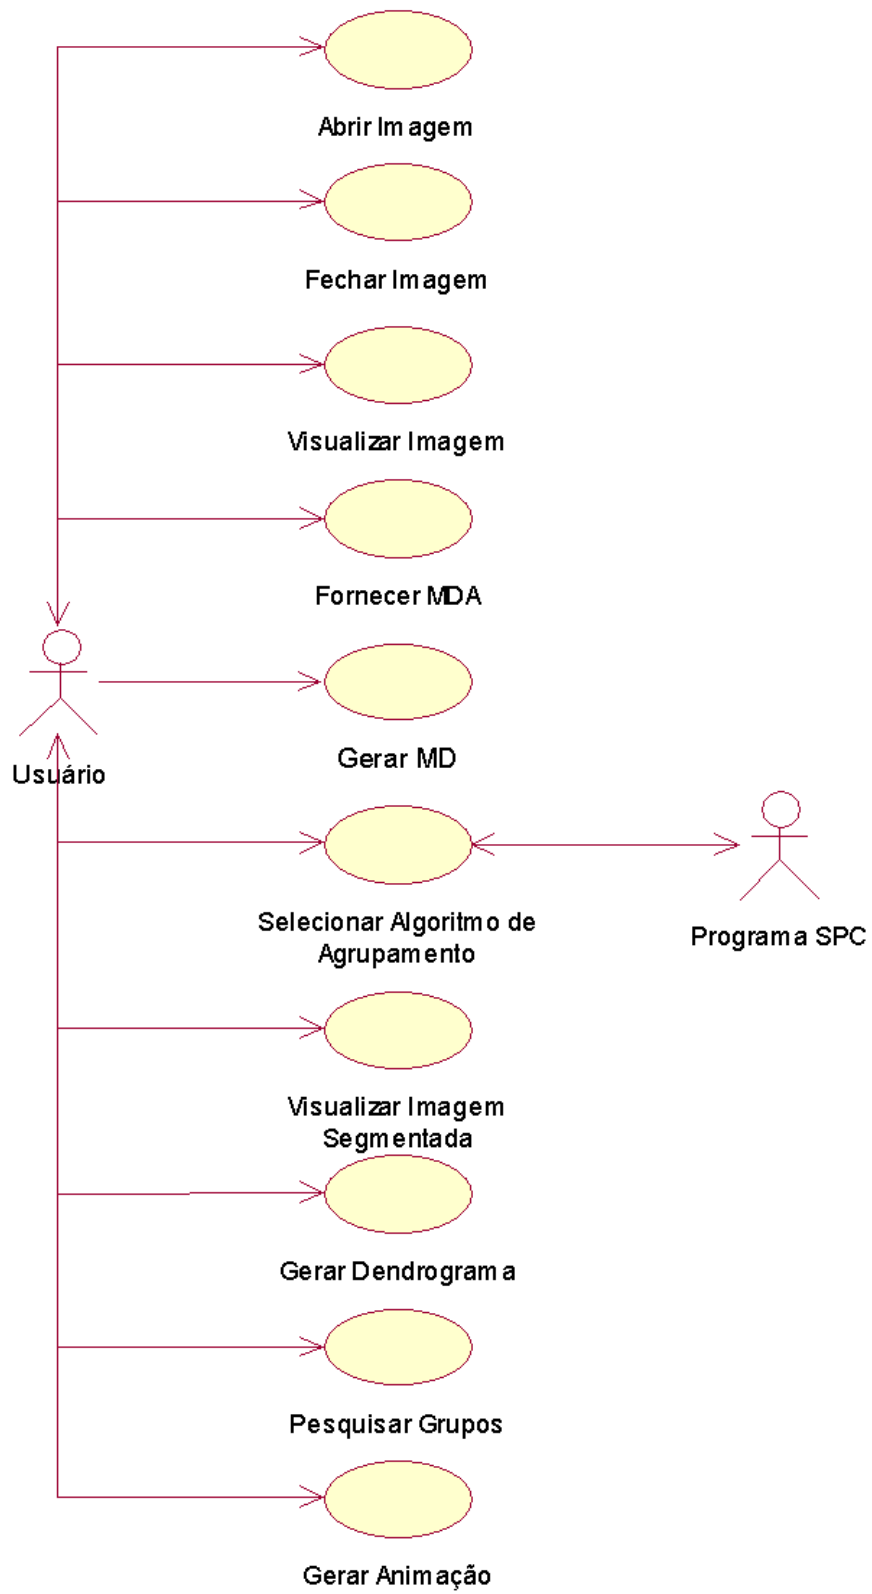 Abrir Imagem
Fechar Imagem
Visualizar Imagem
Fornecer MDA
Gerar MD
Usuário
Selecionar Algoritmo de
Agrupamento
Programa SPC
Visualizar Imagem
Segmentada
Gerar Dendrograma
Pesquisar Grupos
Gerar Animação